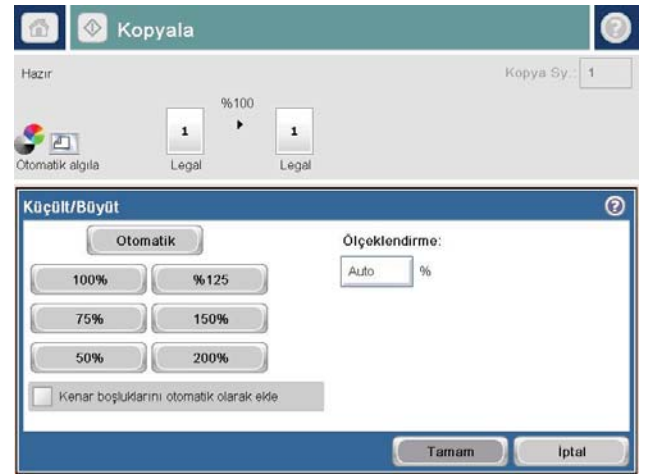 Kopyala
Hazır
Kopya Sy.: 1
%100
1 1
Otomatik algıla Legal Legal
Küçült/Büyüt
Otomatik
Ölçeklendirme:
100% %125
Auto %
75% 150%
50% 200%
Kenar boşluklarını otomatik olarak ekle
Tamam İptal